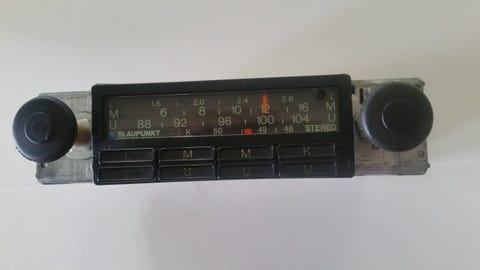 L 1.6 2.0 2.4 2.8 L
M 6 8 10 12 16 M
U 88 92 96 100 104 U
BLAUPUNKT K 50 49 48 STEREO
M M K
U U U